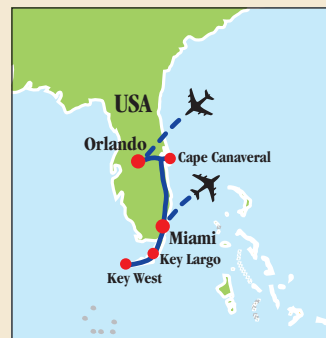 USA
Orlando
Cape Canaveral
Miami
Key Largo
Key West